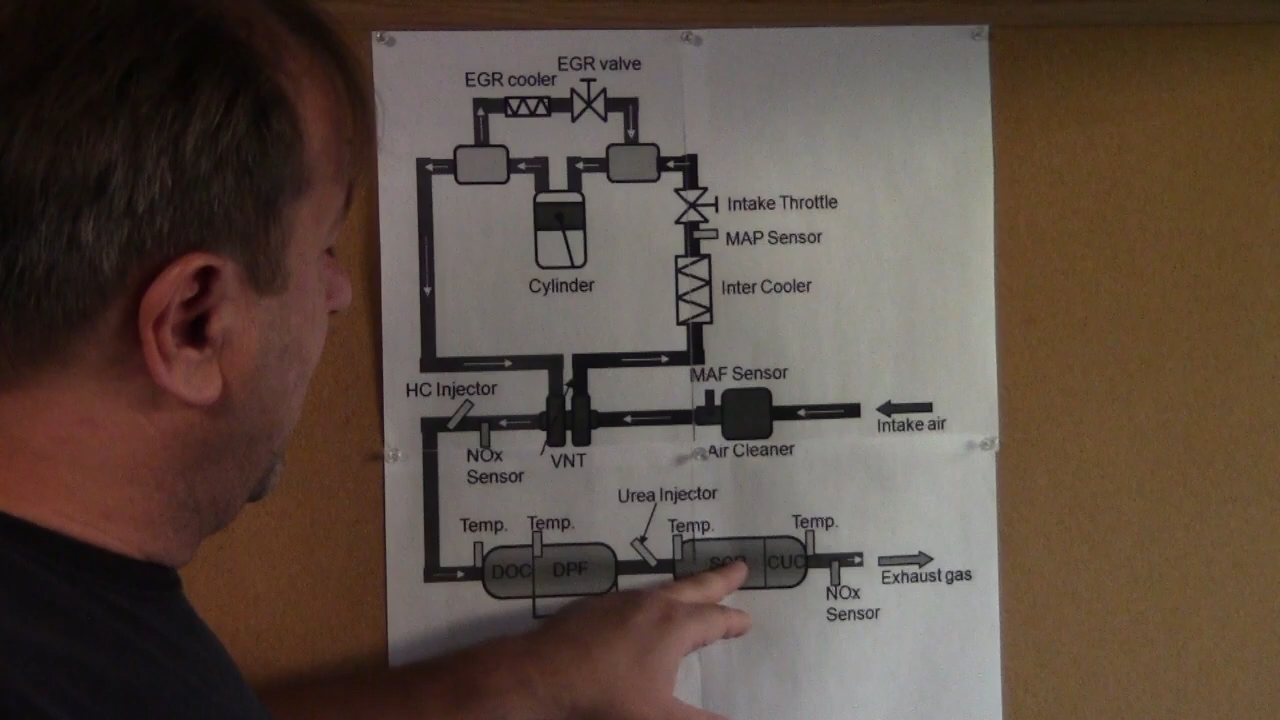 EGR valve
EGR cooler
Intake Throttle
MAP Sensor
Cylinder
Inter Cooler
MAF Sensor
HC Injector
Intake air
NOx
Sensor
VNT
Air Cleaner
Urea Injector
Temp.
Temp.
Temp.
Temp.
DOC
DPF
SCR
CUC
Exhaust gas
NOx
Sensor